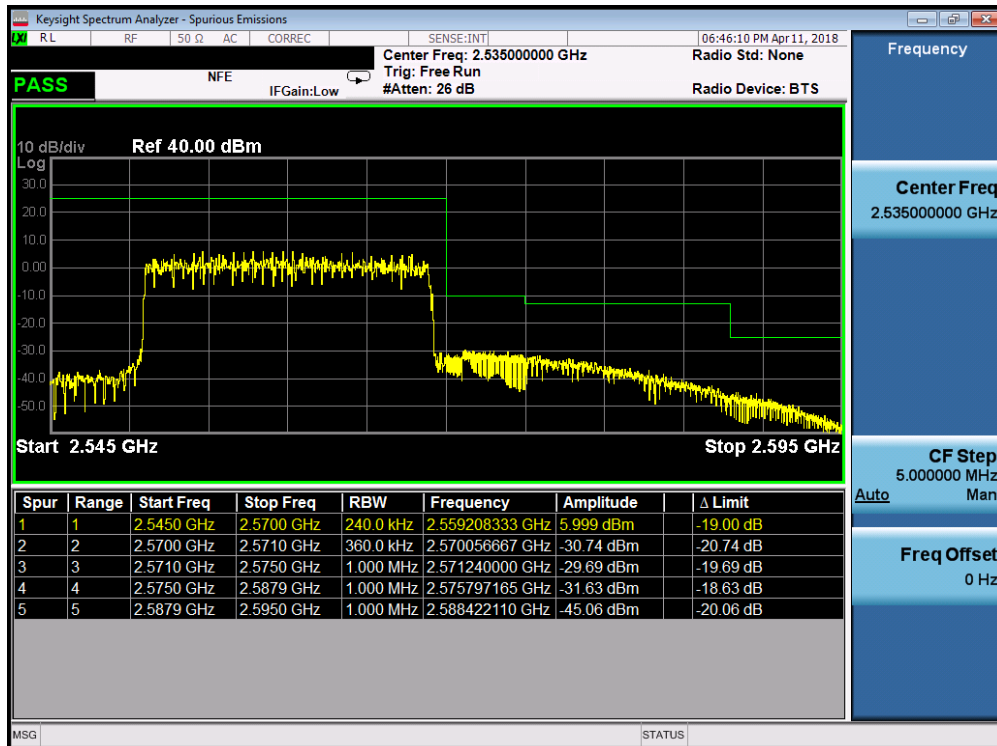 Keysight Spectrum Analyzer - Spurious Emissions
LXI RL RF 50 Ω AC CORREC SENSE:INT 06:46:10 PM Apr 11, 2018
Frequency
Center Freq: 2.535000000 GHz Radio Std: None
PASS NFE Trig: Free Run
IFGain:Low #Atten: 26 dB Radio Device: BTS
10 dB/div Ref 40.00 dBm
Log
30.0
20.0
10.0
0.00
-10.0
-20.0
-30.0
-40.0
-50.0
Start 2.545 GHz Stop 2.595 GHz
Center Freq
2.535000000 GHz
CF Step
5.000000 MHz
Auto Man
Freq Offset
0 Hz
Spur Range Start Freq Stop Freq RBW Frequency Amplitude Δ Limit
1 1 2.5450 GHz 2.5700 GHz 240.0 kHz 2.559208333 GHz 5.999 dBm -19.00 dB
2 2 2.5700 GHz 2.5710 GHz 360.0 kHz 2.570056667 GHz -30.74 dBm -20.74 dB
3 3 2.5710 GHz 2.5750 GHz 1.000 MHz 2.571240000 GHz -29.69 dBm -19.69 dB
4 4 2.5750 GHz 2.5879 GHz 1.000 MHz 2.575797165 GHz -31.63 dBm -18.63 dB
5 5 2.5879 GHz 2.5950 GHz 1.000 MHz 2.588422110 GHz -45.06 dBm -20.06 dB
MSG STATUS